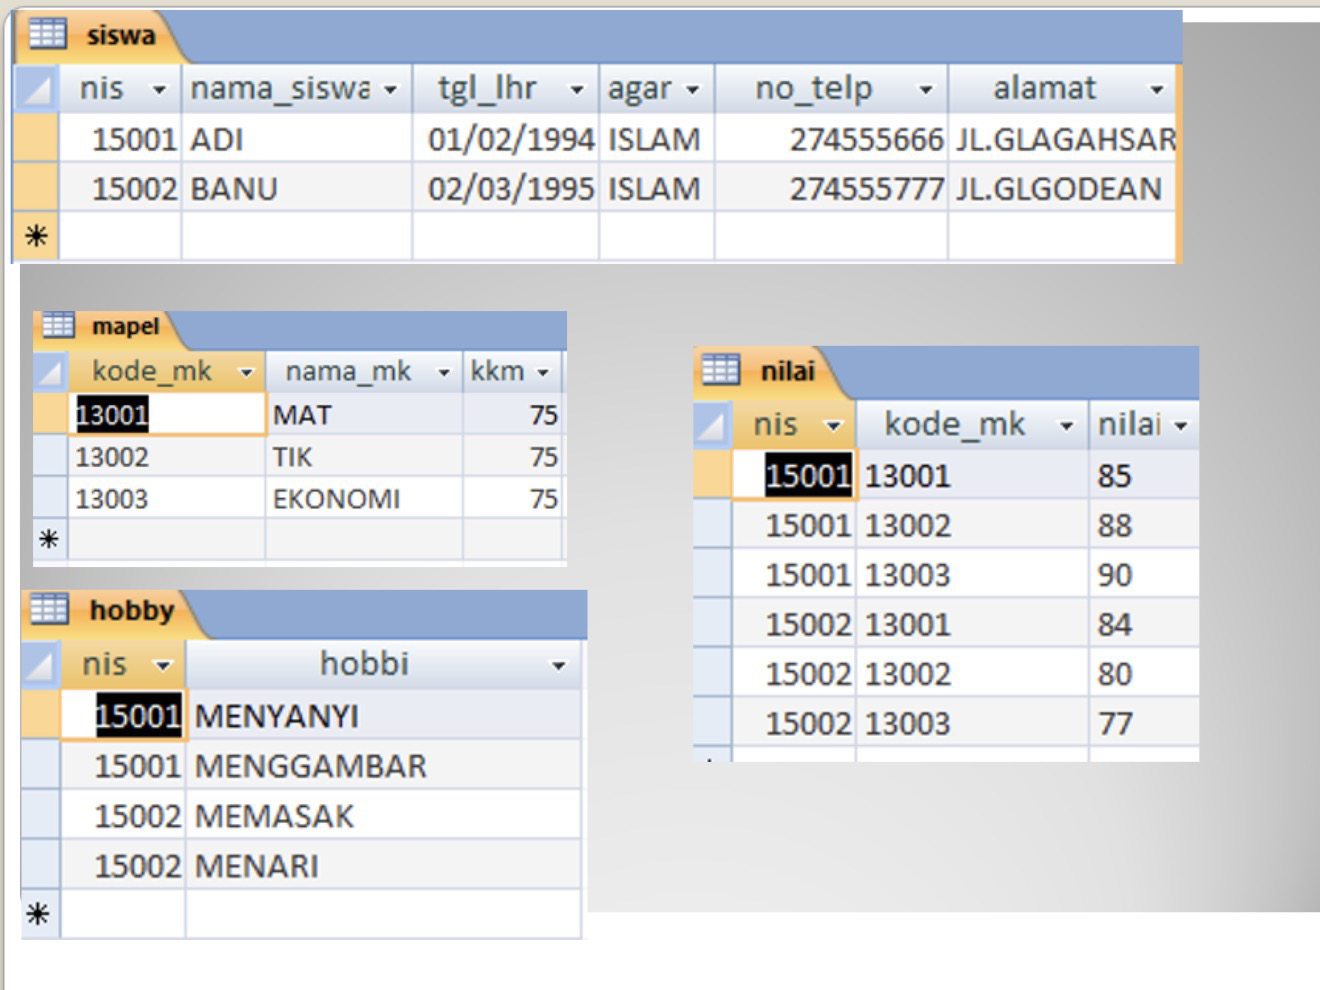 siswa
nis nama_siswa tgl_lhr agar no_telp alamat
15001 ADI 01/02/1994 ISLAM 274555666 JL.GLAGAHSAR
15002 BANU 02/03/1995 ISLAM 274555777 JL.GLGODEAN
mapel
kode_mk nama_mk kkm
13001 MAT 75
13002 TIK 75
13003 EKONOMI 75
nilai
nis kode_mk nilai
15001 13001 85
15001 13002 88
15001 13003 90
15002 13001 84
15002 13002 80
15002 13003 77
hobby
nis hobbi
15001 MENYANYI
15001 MENGGAMBAR
15002 MEMASAK
15002 MENARI